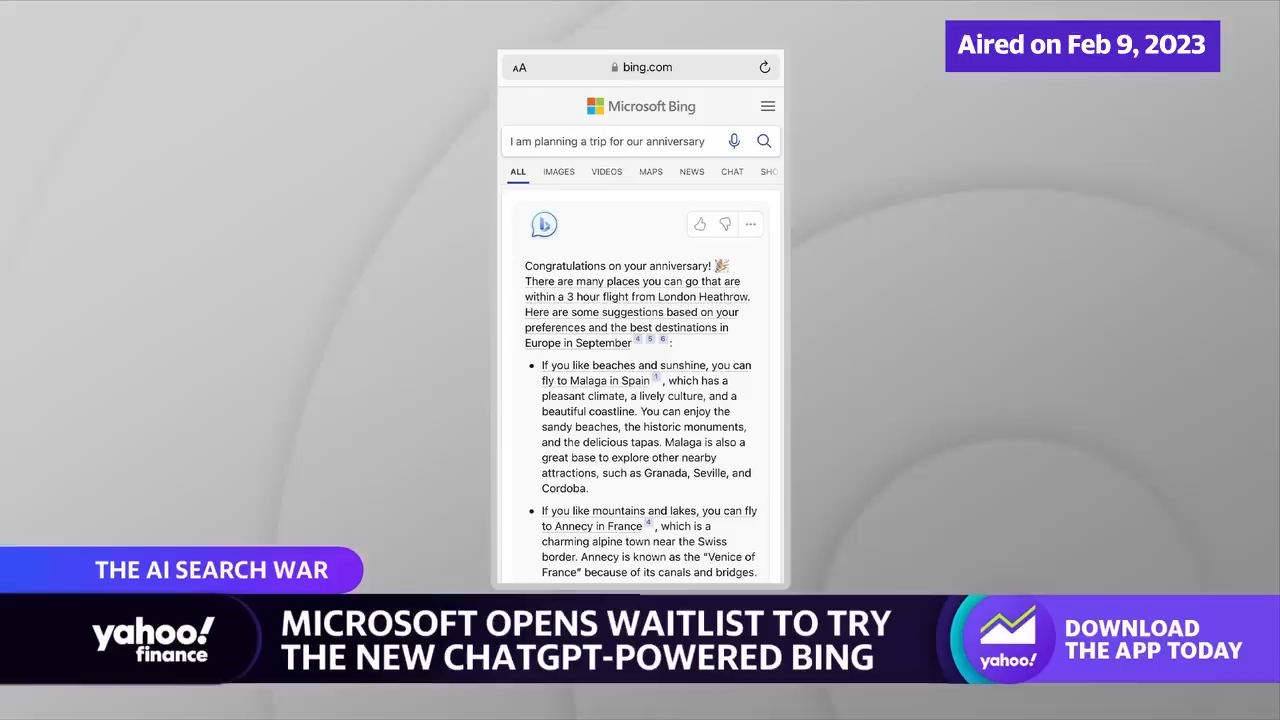 Aired on Feb 9, 2023
AA
bing.com
Microsoft Bing
I am planning a trip for our anniversary
ALL IMAGES VIDEOS MAPS NEWS CHAT SHO
Congratulations on your anniversary! 🎉
There are many places you can go that are
within a 3 hour flight from London Heathrow.
Here are some suggestions based on your
preferences and the best destinations in
Europe in September 4 5 6 :
• If you like beaches and sunshine, you can
fly to Malaga in Spain 1 , which has a
pleasant climate, a lively culture, and a
beautiful coastline. You can enjoy the
sandy beaches, the historic monuments,
and the delicious tapas. Malaga is also a
great base to explore other nearby
attractions, such as Granada, Seville, and
Cordoba.
• If you like mountains and lakes, you can fly
to Annecy in France 4 , which is a
charming alpine town near the Swiss
border. Annecy is known as the "Venice of
France" because of its canals and bridges.
THE AI SEARCH WAR
yahoo!
finance
MICROSOFT OPENS WAITLIST TO TRY
THE NEW CHATGPT-POWERED BING
yahoo!
DOWNLOAD
THE APP TODAY